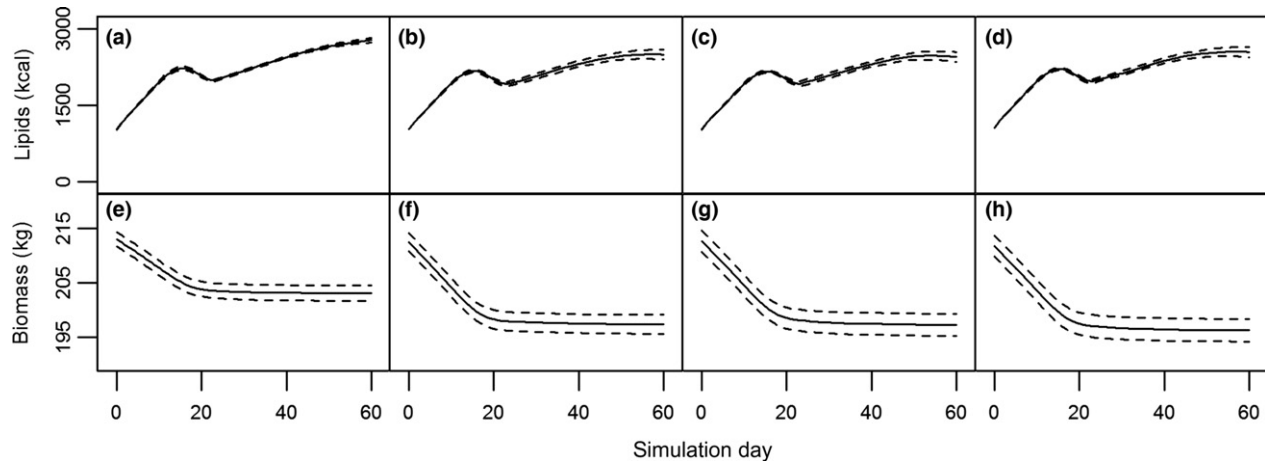 Lipids (kcal)
3000
1500
0
(a)
(b)
(c)
(d)
Biomass (kg)
215
205
195
(e)
(f)
(g)
(h)
0 20 40 60 0 20 40 60 0 20 40 60 0 20 40 60
Simulation day